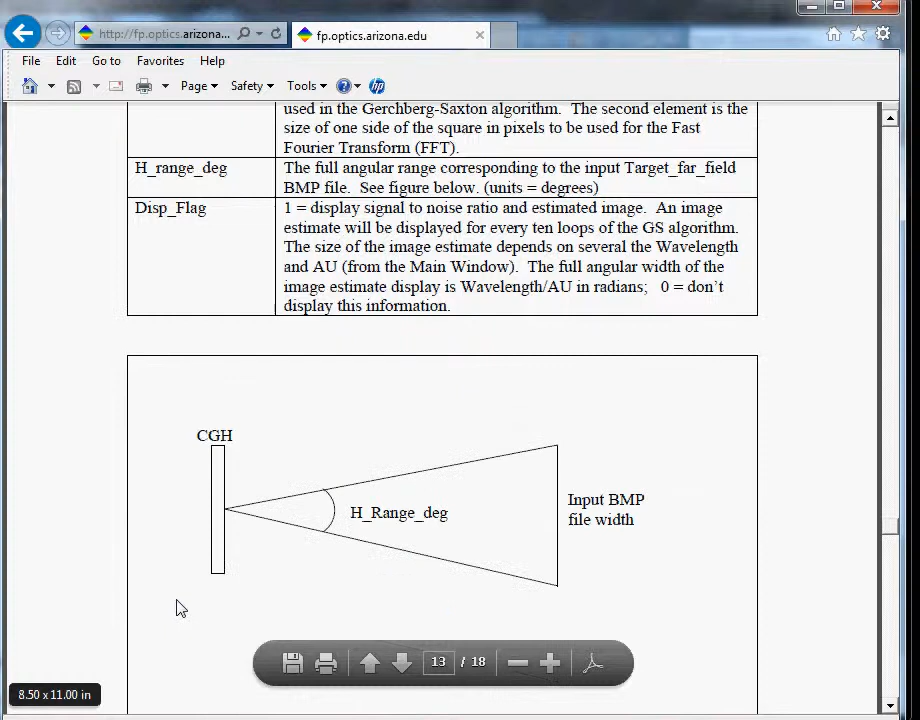 http://fp.optics.arizona...
fp.optics.arizona.edu
File Edit Go to Favorites Help
Page Safety Tools
used in the Gerchberg-Saxton algorithm. The second element is the
size of one side of the square in pixels to be used for the Fast
Fourier Transform (FFT).
H_range_deg The full angular range corresponding to the input Target_far_field
BMP file. See figure below. (units = degrees)
Disp_Flag 1 = display signal to noise ratio and estimated image. An image
estimate will be displayed for every ten loops of the GS algorithm.
The size of the image estimate depends on several the Wavelength
and AU (from the Main Window). The full angular width of the
image estimate display is Wavelength/AU in radians; 0 = don't
display this information.
CGH
H_Range_deg
Input BMP
file width
13 / 18
8.50 x 11.00 in